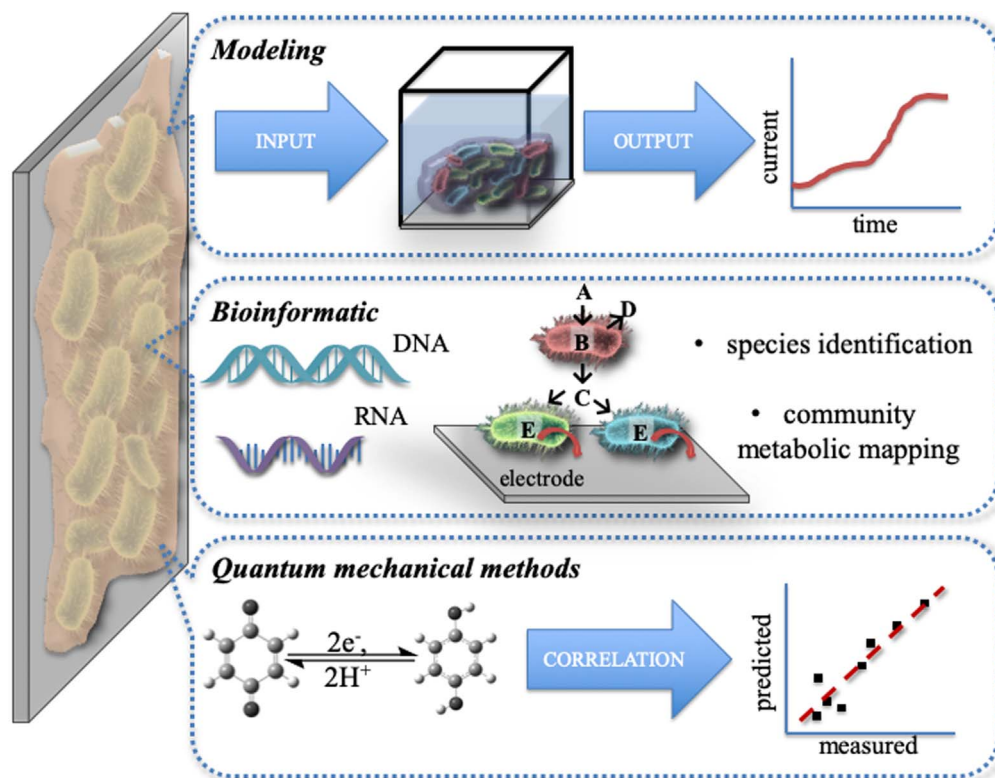 Modeling
INPUT
OUTPUT
current
time
Bioinformatic
DNA
RNA
A
D
B
C
E
E
electrode
• species identification
• community
metabolic mapping
Quantum mechanical methods
2e⁻,
2H⁺
CORRELATION
predicted
measured